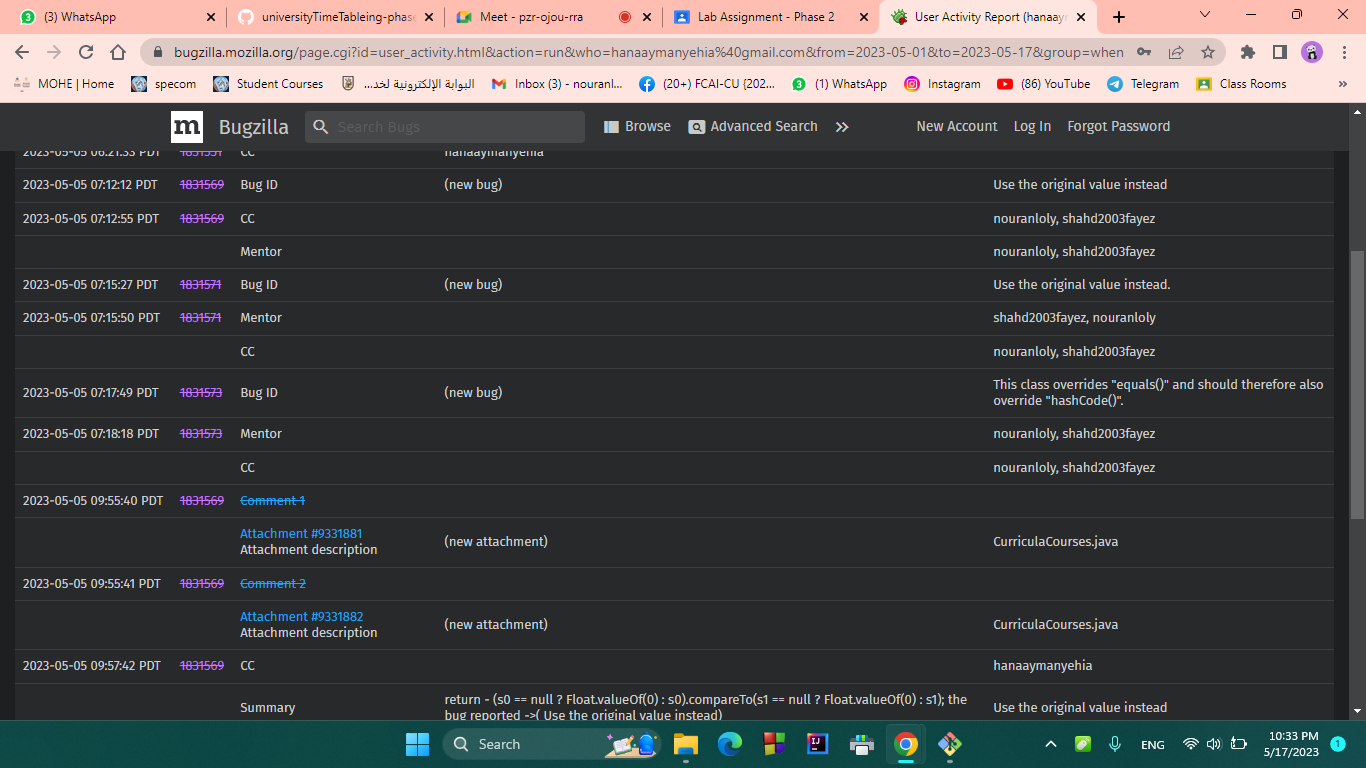 (3) WhatsApp
universityTimeTableing-phas
Meet - pzr-ojou-rra
Lab Assignment - Phase 2
User Activity Report (hanaaym
bugzilla.mozilla.org/page.cgi?id=user_activity.html&action=run&who=hanaaymanyehia%40gmail.com&from=2023-05-01&to=2023-05-17&group=when
MOHE | Home specom Student Courses البوابة الإلكترونية لخد... Inbox (3) - nouranl... (20+) FCAI-CU {202... (1) WhatsApp Instagram (86) YouTube Telegram Class Rooms »
m Bugzilla Search Bugs Browse Advanced Search New Account Log In Forgot Password
2023-05-05 06:21:33 PDT 1831551 CC hanaaymanyehia
2023-05-05 07:12:12 PDT 1831569 Bug ID (new bug) Use the original value instead
2023-05-05 07:12:55 PDT 1831569 CC nouranloly, shahd2003fayez
Mentor nouranloly, shahd2003fayez
2023-05-05 07:15:27 PDT 1831571 Bug ID (new bug) Use the original value instead.
2023-05-05 07:15:50 PDT 1831571 Mentor shahd2003fayez, nouranloly
CC nouranloly, shahd2003fayez
2023-05-05 07:17:49 PDT 1831573 Bug ID (new bug) This class overrides "equals()" and should therefore also
override "hashCode()".
2023-05-05 07:18:18 PDT 1831573 Mentor nouranloly, shahd2003fayez
CC nouranloly, shahd2003fayez
2023-05-05 09:55:40 PDT 1831569 Comment 1
Attachment #9331881
Attachment description (new attachment) CurriculaCourses.java
2023-05-05 09:55:41 PDT 1831569 Comment 2
Attachment #9331882
Attachment description (new attachment) CurriculaCourses.java
2023-05-05 09:57:42 PDT 1831569 CC hanaaymanyehia
Summary return - (s0 == null ? Float.valueOf(0) : s0).compareTo(s1 == null ? Float.valueOf(0) : s1); the
bug reported ->( Use the original value instead) Use the original value instead
Search
ENG
10:33 PM
5/17/2023
1